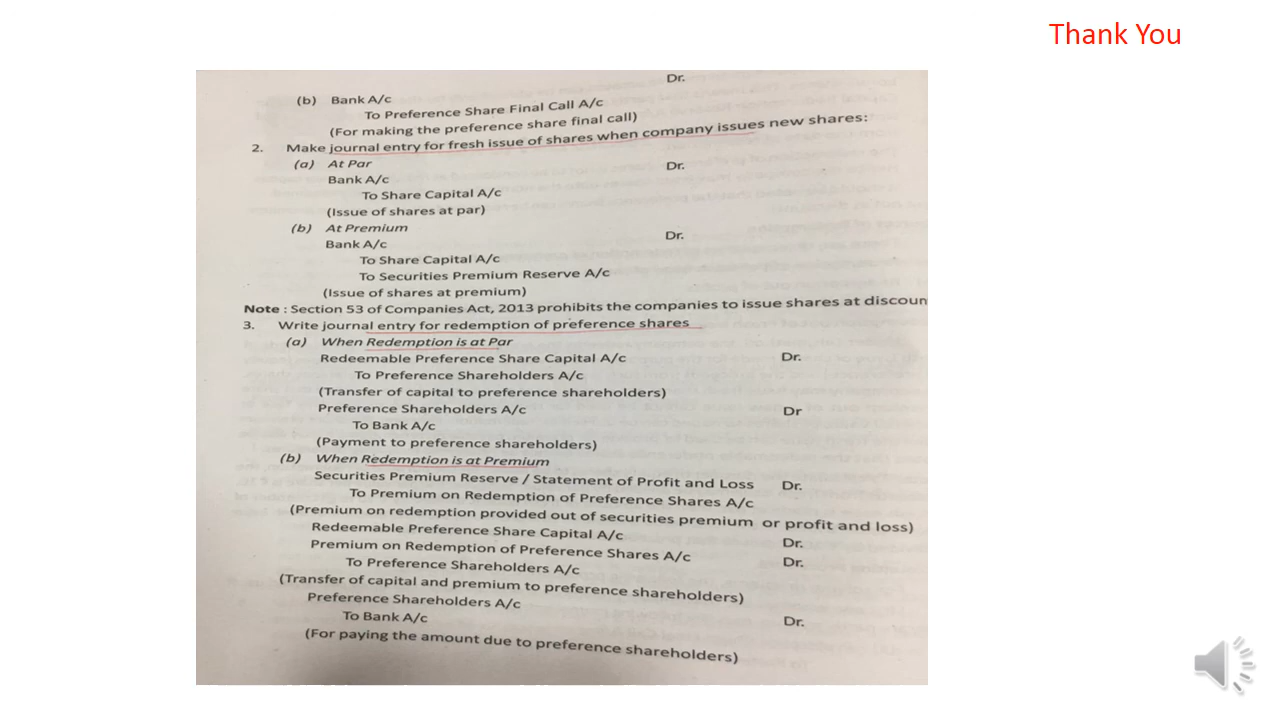 Thank You
Dr.
(b) Bank A/c
To Preference Share Final Call A/c
(For making the preference share final call)
2. Make journal entry for fresh issue of shares when company issues new shares:
(a) At Par
Bank A/c Dr.
To Share Capital A/c
(Issue of shares at par)
(b) At Premium
Bank A/c Dr.
To Share Capital A/c
To Securities Premium Reserve A/c
(Issue of shares at premium)
Note : Section 53 of Companies Act, 2013 prohibits the companies to issue shares at discoun
3. Write journal entry for redemption of preference shares
(a) When Redemption is at Par
Redeemable Preference Share Capital A/c Dr.
To Preference Shareholders A/c
(Transfer of capital to preference shareholders)
Preference Shareholders A/c Dr
To Bank A/c
(Payment to preference shareholders)
(b) When Redemption is at Premium
Securities Premium Reserve / Statement of Profit and Loss Dr.
To Premium on Redemption of Preference Shares A/c
(Premium on redemption provided out of securities premium or profit and loss)
Redeemable Preference Share Capital A/c Dr.
Premium on Redemption of Preference Shares A/c Dr.
To Preference Shareholders A/c
(Transfer of capital and premium to preference shareholders)
Preference Shareholders A/c Dr.
To Bank A/c
(For paying the amount due to preference shareholders)